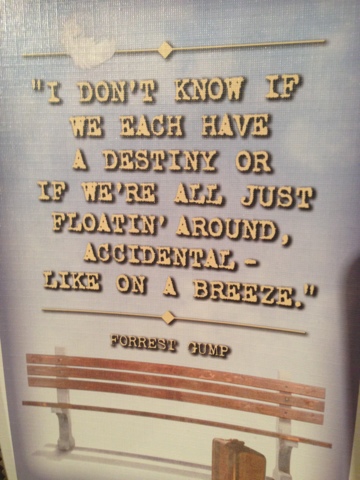 "I DON'T KNOW IF
WE EACH HAVE
A DESTINY OR
IF WE'RE ALL JUST
FLOATIN' AROUND,
ACCIDENTAL-
LIKE ON A BREEZE."
FORREST GUMP